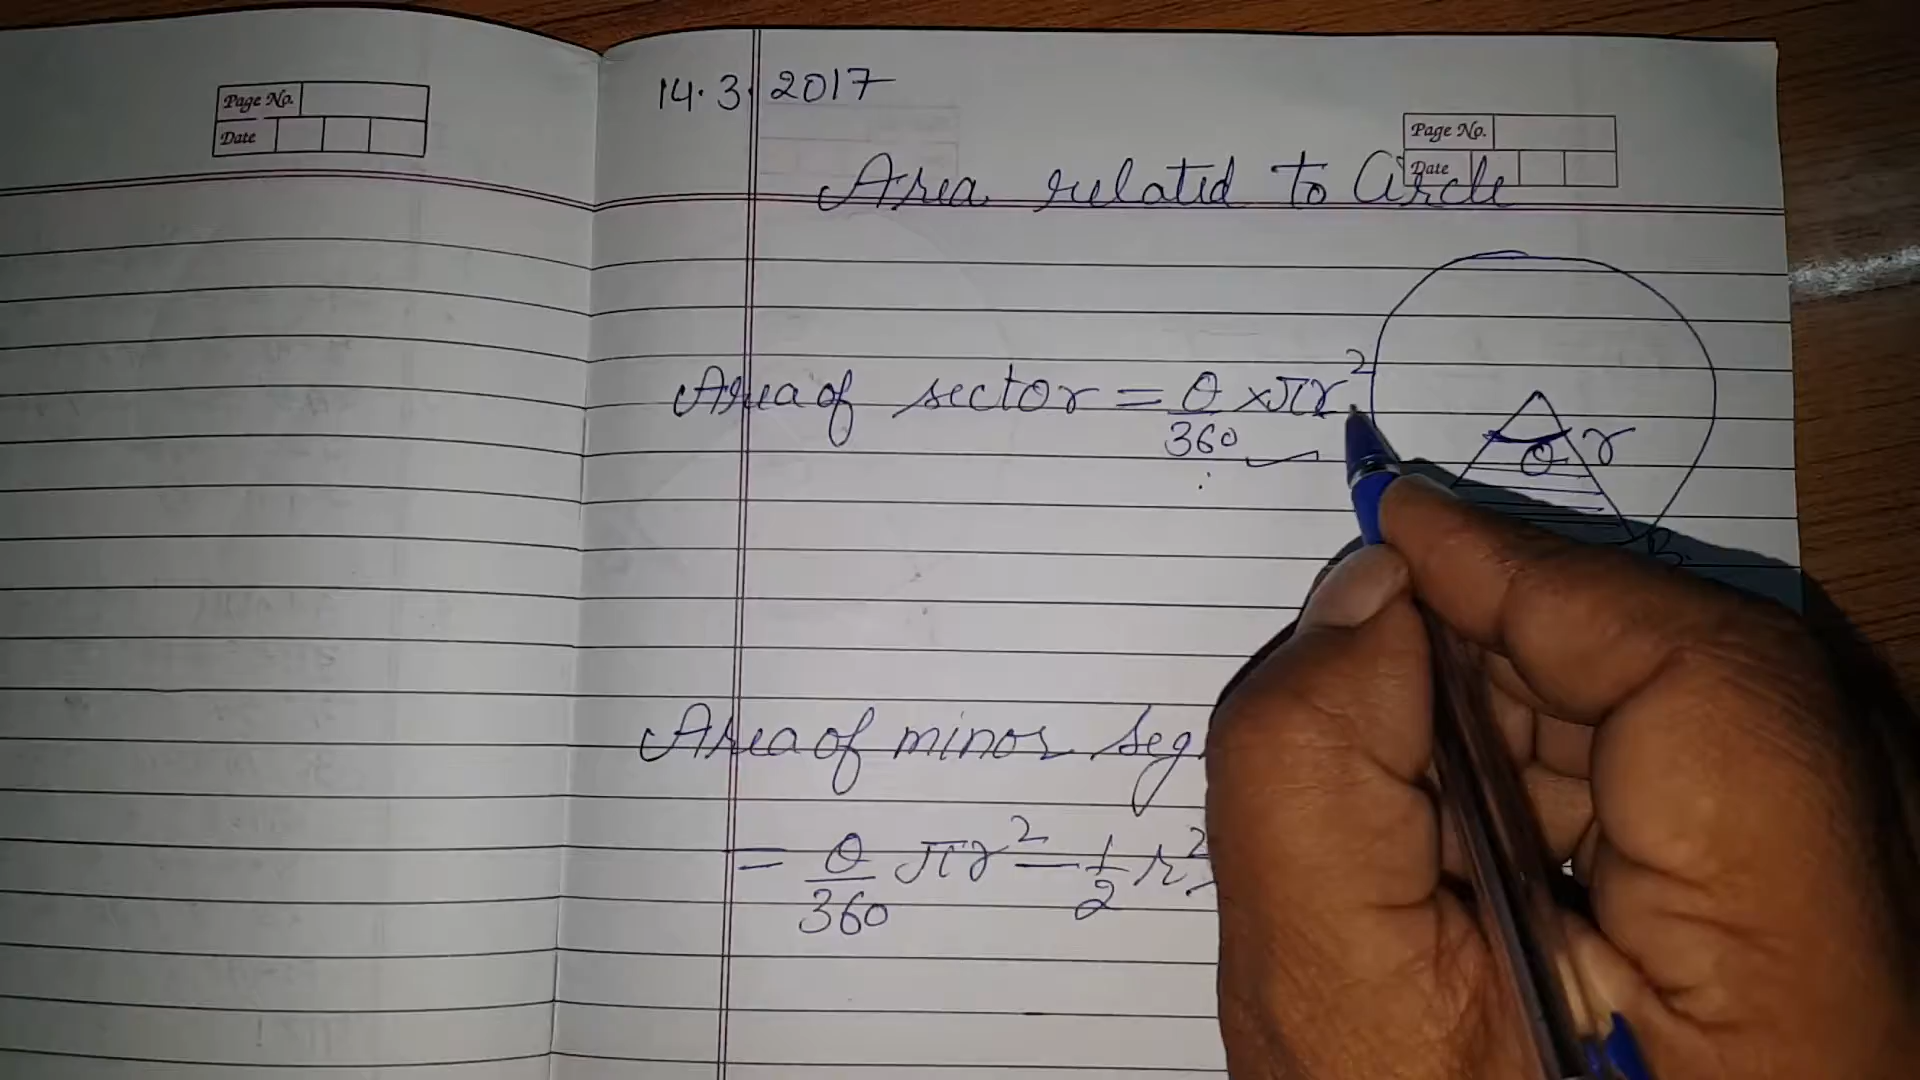 Page No.
Date
14.3.2017
Page No.
Date
Area related to Circle
Area of sector = θ/360 × πr²
θ r
B
Area of minor
= θ/360 πr² - 1/2 r²